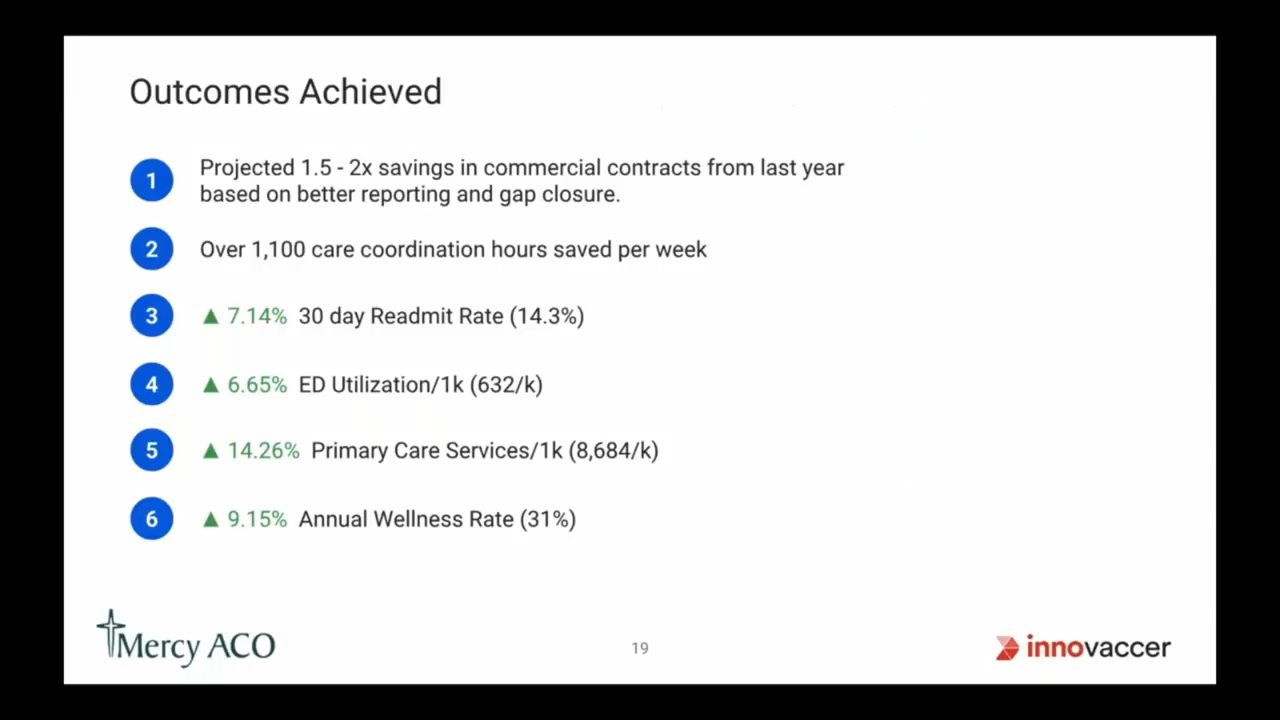 Outcomes Achieved
1 Projected 1.5 - 2x savings in commercial contracts from last year
based on better reporting and gap closure.
2 Over 1,100 care coordination hours saved per week
3 ▲ 7.14% 30 day Readmit Rate (14.3%)
4 ▲ 6.65% ED Utilization/1k (632/k)
5 ▲ 14.26% Primary Care Services/1k (8,684/k)
6 ▲ 9.15% Annual Wellness Rate (31%)
Mercy ACO
19
innovaccer